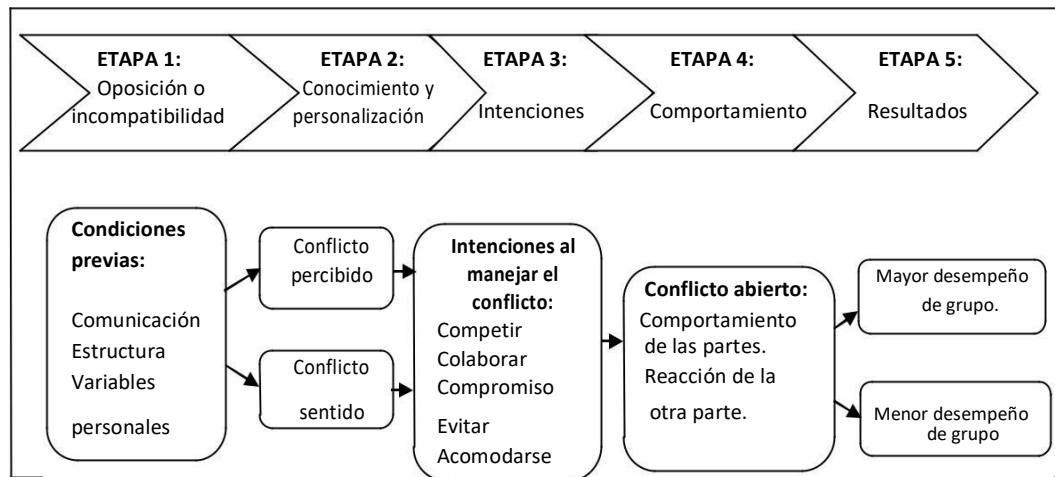 ETAPA 1:
Oposición o
incompatibilidad
ETAPA 2:
Conocimiento y
personalización
ETAPA 3:
Intenciones
ETAPA 4:
Comportamiento
ETAPA 5:
Resultados
Condiciones
previas:
Comunicación
Estructura
Variables
personales
Conflicto
percibido
Conflicto
sentido
Intenciones al
manejar el
conflicto:
Competir
Colaborar
Compromiso
Evitar
Acomodarse
Conflicto abierto:
Comportamiento
de las partes.
Reacción de la
otra parte.
Mayor desempeño
de grupo.
Menor desempeño
de grupo